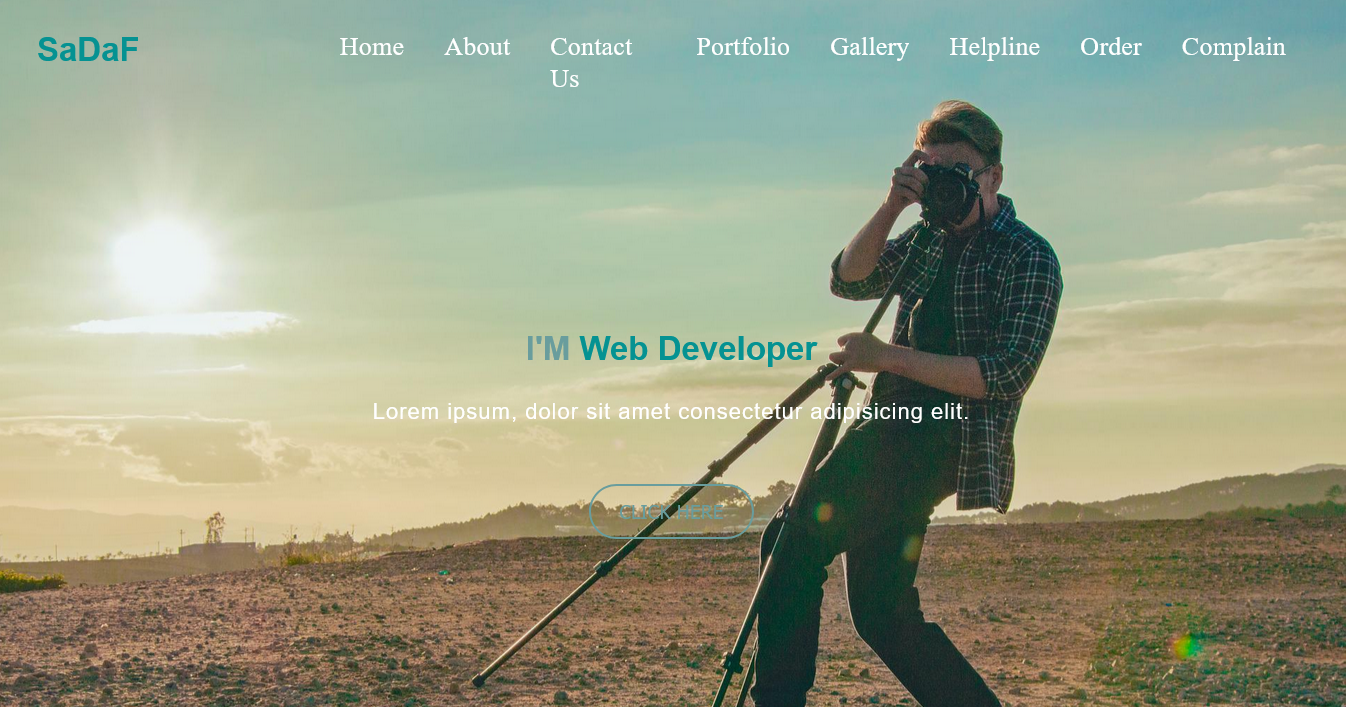 SaDaF
Home About Contact Us Portfolio Gallery Helpline Order Complain
I'M Web Developer
Lorem ipsum, dolor sit amet consectetur adipisicing elit.
CLICK HERE